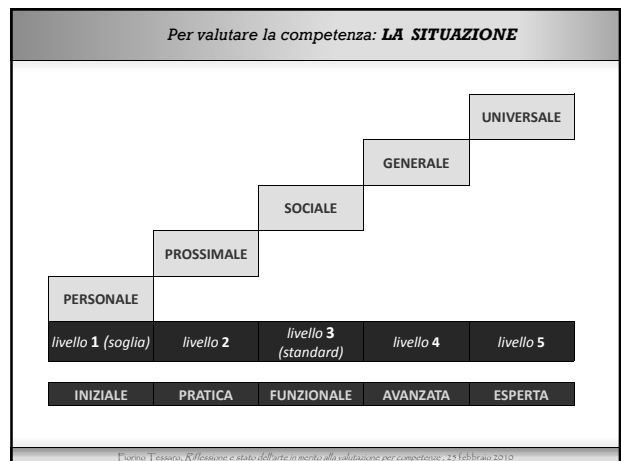 Per valutare la competenza: LA SITUAZIONE
UNIVERSALE
GENERALE
SOCIALE
PROSSIMALE
PERSONALE
livello 1 (soglia)
livello 2
livello 3
(standard)
livello 4
livello 5
INIZIALE
PRATICA
FUNZIONALE
AVANZATA
ESPERTA
Fiorino Tessaro, Riflessione e stato dell'arte in merito alla valutazione per competenze , 25 febbraio 2010